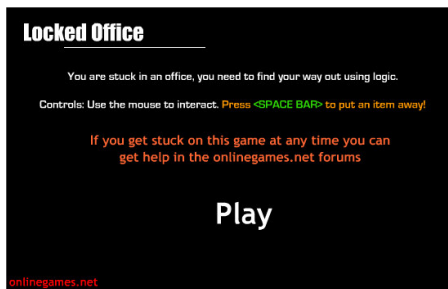 Locked Office
You are stuck in an office, you need to find your way out using logic.
Controls: Use the mouse to interact. Press <SPACE BAR> to put an item away!
If you get stuck on this game at any time you can
get help in the onlinegames.net forums
Play
onlinegames.net